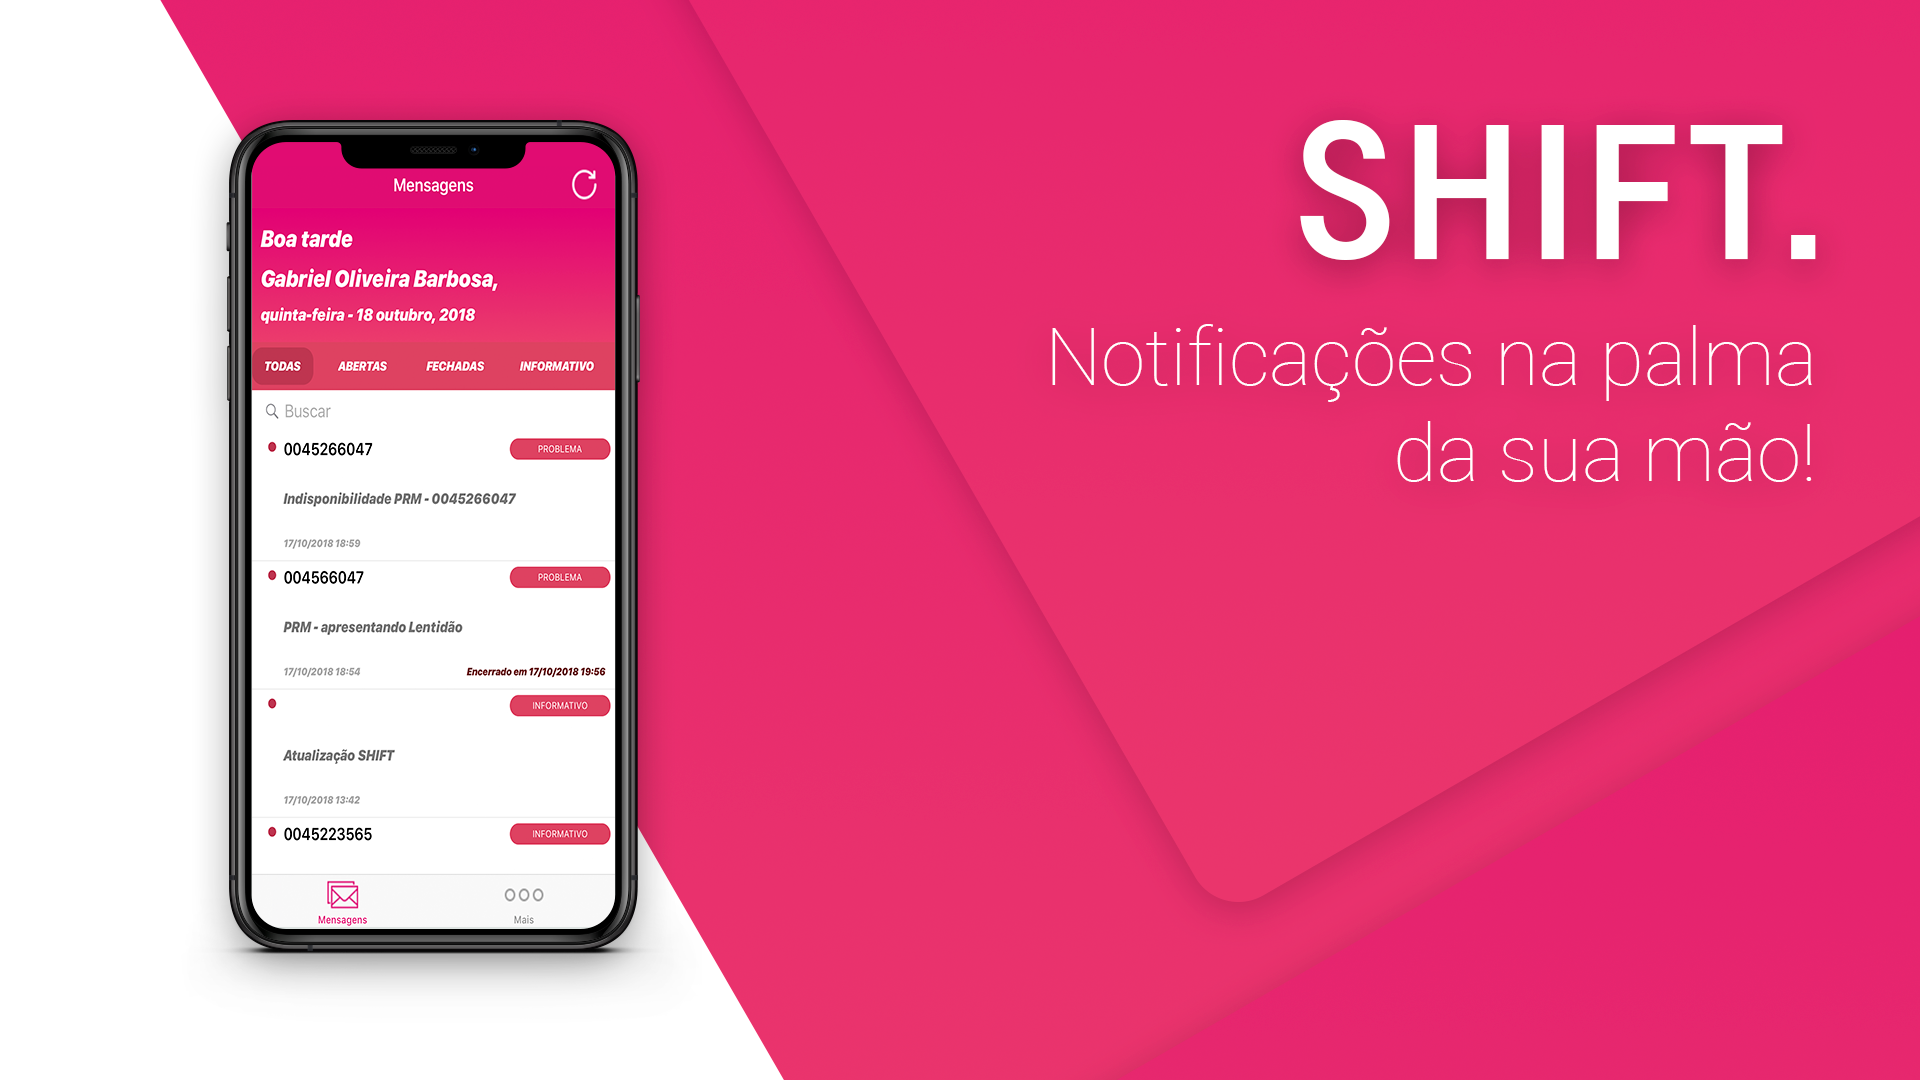 Mensagens
Boa tarde
Gabriel Oliveira Barbosa,
quinta-feira - 18 outubro, 2018
TODAS ABERTAS FECHADAS INFORMATIVO
Buscar
0045266047 PROBLEMA
Indisponibilidade PRM - 0045266047
17/10/2018 18:59
004566047 PROBLEMA
PRM - apresentando Lentidão
17/10/2018 18:54 Encerrado em 17/10/2018 19:56
INFORMATIVO
Atualização SHIFT
17/10/2018 13:42
0045223565 INFORMATIVO
Mensagens Mais
SHIFT.
Notificações na palma
da sua mão!